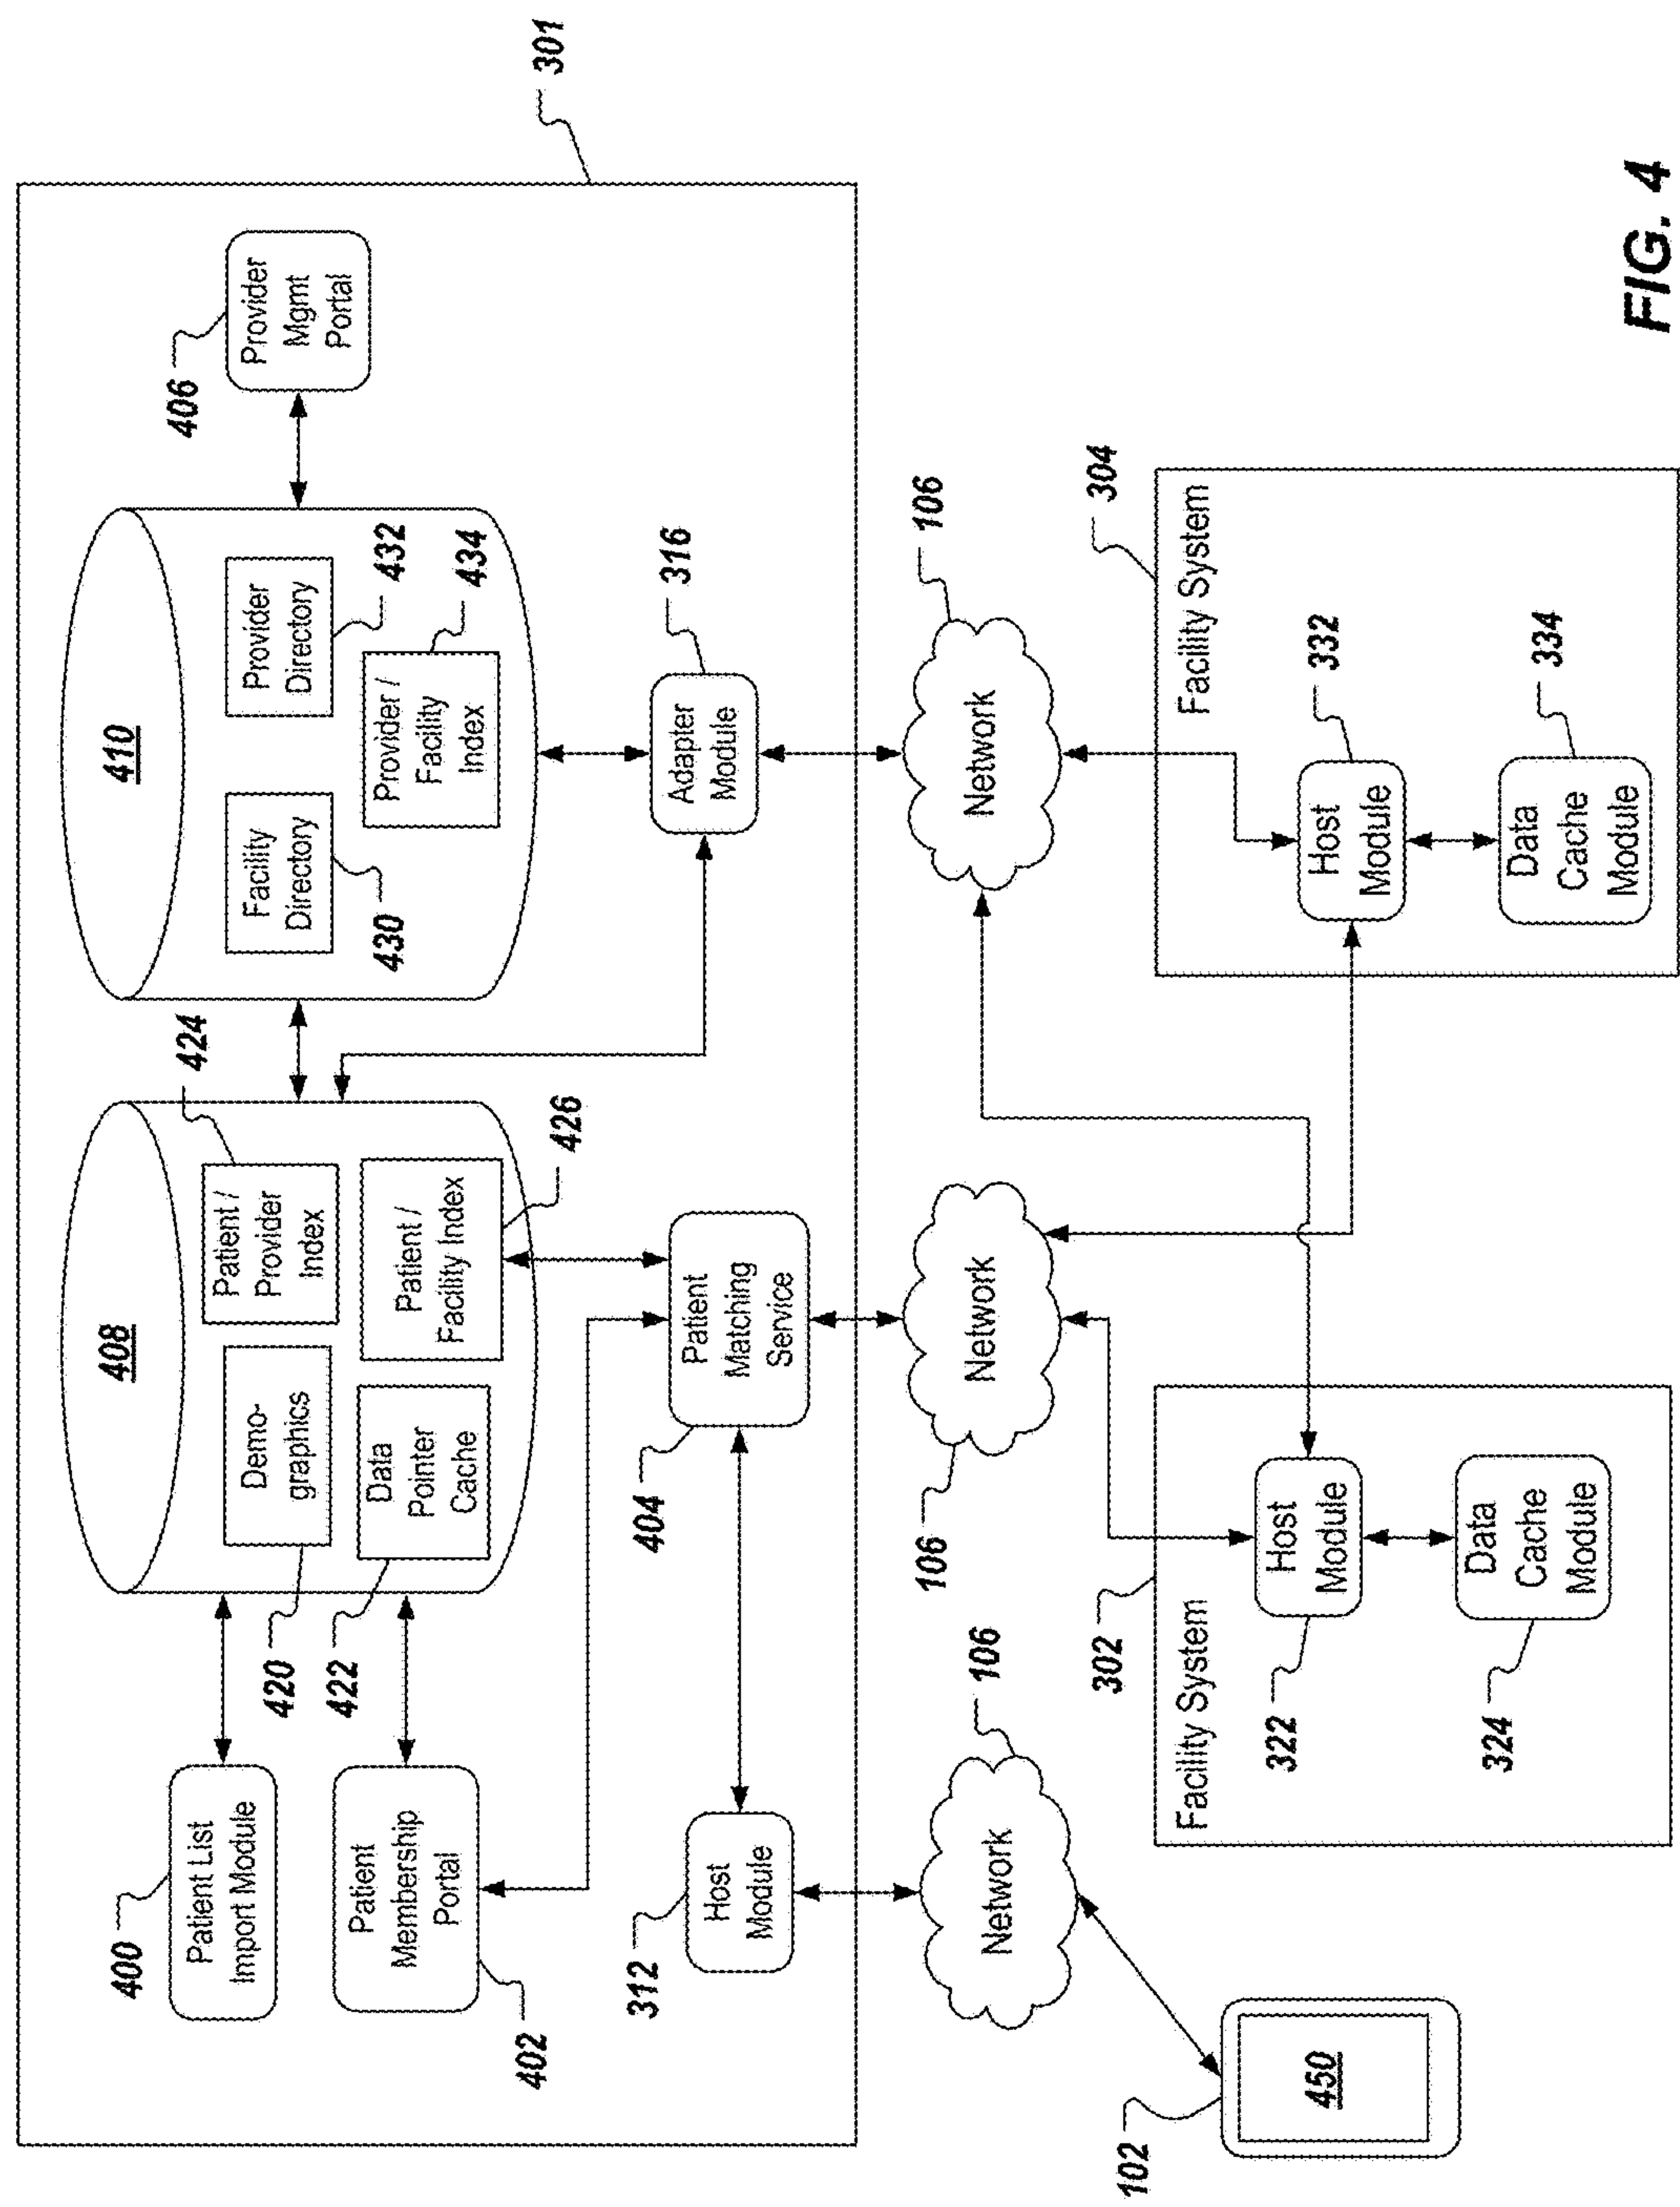 301
408
410
424
Patient /
Provider
Index
Demo-
graphics
Patient /
Facility Index
Data
Pointer
Cache
420
422
426
Facility
Directory
430
Provider
Directory
432
Provider /
Facility
Index
434
406
Provider
Mgmt
Portal
400
Patient List
Import Module
Patient
Membership
Portal
402
404
Patient
Matching
Service
Adapter
Module
316
312
Host
Module
106
Network
106
Network
106
Network
102
450
302
Facility System
322
Host
Module
324
Data
Cache
Module
304
Facility System
332
Host
Module
334
Data
Cache
Module
FIG. 4